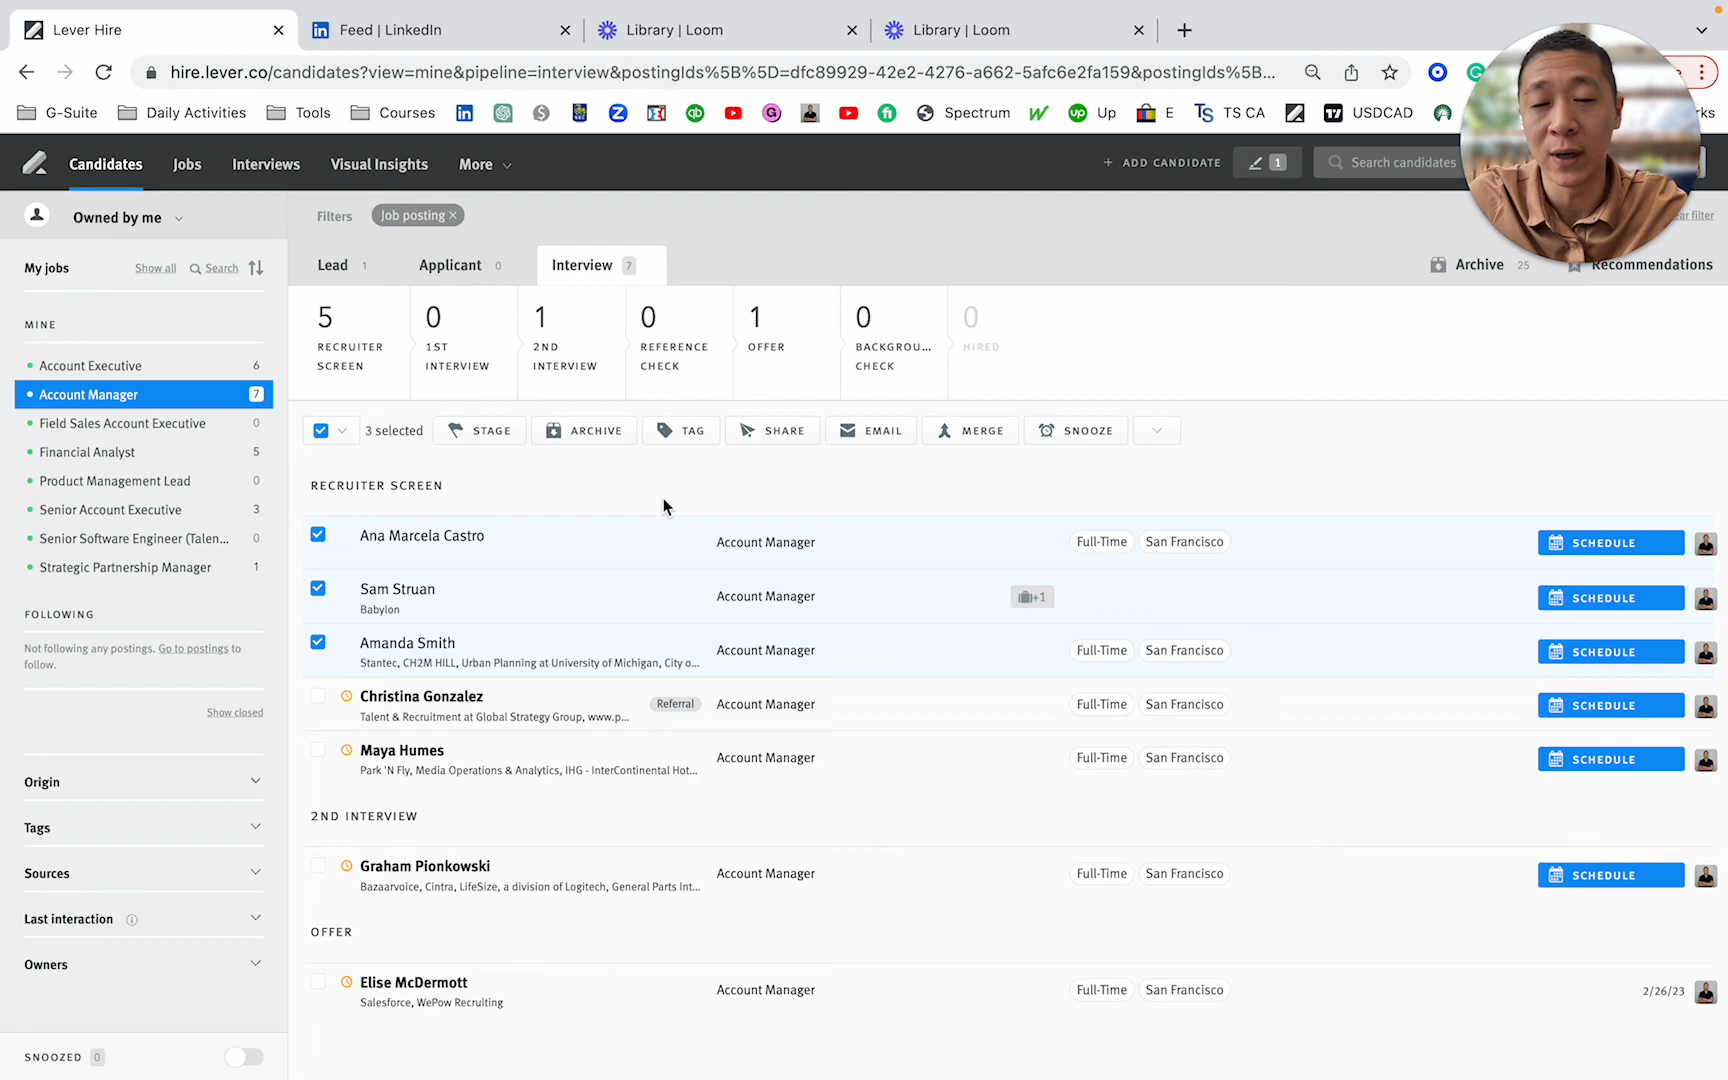 Lever Hire
Feed | LinkedIn
Library | Loom
Library | Loom
hire.lever.co/candidates?view=mine&pipeline=interview&postingIds%5B%5D=dfc89929-42e2-4276-a662-5afc6e2fa159&postingIds%5B...
G-Suite
Daily Activities
Tools
Courses
Spectrum
Up
E
TS CA
USDCAD
rks
Candidates
Jobs
Interviews
Visual Insights
More
+ ADD CANDIDATE
1
Search candidates
Owned by me
Filters
Job posting
ear filter
My jobs
Show all
Search
Lead 1
Applicant 0
Interview 7
Archive 25
Recommendations
MINE
Account Executive 6
Account Manager 7
Field Sales Account Executive 0
Financial Analyst 5
Product Management Lead 0
Senior Account Executive 3
Senior Software Engineer (Talen... 0
Strategic Partnership Manager 1
FOLLOWING
Not following any postings. Go to postings to
follow.
Show closed
Origin
Tags
Sources
Last interaction
Owners
SNOOZED 0
5
RECRUITER
SCREEN
0
1ST
INTERVIEW
1
2ND
INTERVIEW
0
REFERENCE
CHECK
1
OFFER
0
BACKGROU...
CHECK
0
HIRED
3 selected
STAGE
ARCHIVE
TAG
SHARE
EMAIL
MERGE
SNOOZE
RECRUITER SCREEN
Ana Marcela Castro
Account Manager
Full-Time
San Francisco
SCHEDULE
Sam Struan
Babylon
Account Manager
+1
SCHEDULE
Amanda Smith
Stantec, CH2M HILL, Urban Planning at University of Michigan, City o...
Account Manager
Full-Time
San Francisco
SCHEDULE
Christina Gonzalez
Talent & Recruitment at Global Strategy Group, www.p...
Referral
Account Manager
Full-Time
San Francisco
SCHEDULE
Maya Humes
Park 'N Fly, Media Operations & Analytics, IHG - InterContinental Hot...
Account Manager
Full-Time
San Francisco
SCHEDULE
2ND INTERVIEW
Graham Pionkowski
Bazaarvoice, Cintra, LifeSize, a division of Logitech, General Parts Int...
Account Manager
Full-Time
San Francisco
SCHEDULE
OFFER
Elise McDermott
Salesforce, WePow Recruiting
Account Manager
Full-Time
San Francisco
2/26/23